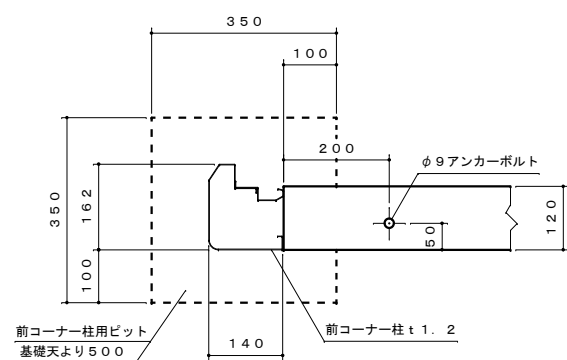 ３５０
１００
２００
φ９アンカーボルト
３５０
１６２
１００
５０
１２０
前コーナー柱用ピット
基礎天より５００
１４０
前コーナー柱ｔ１．２